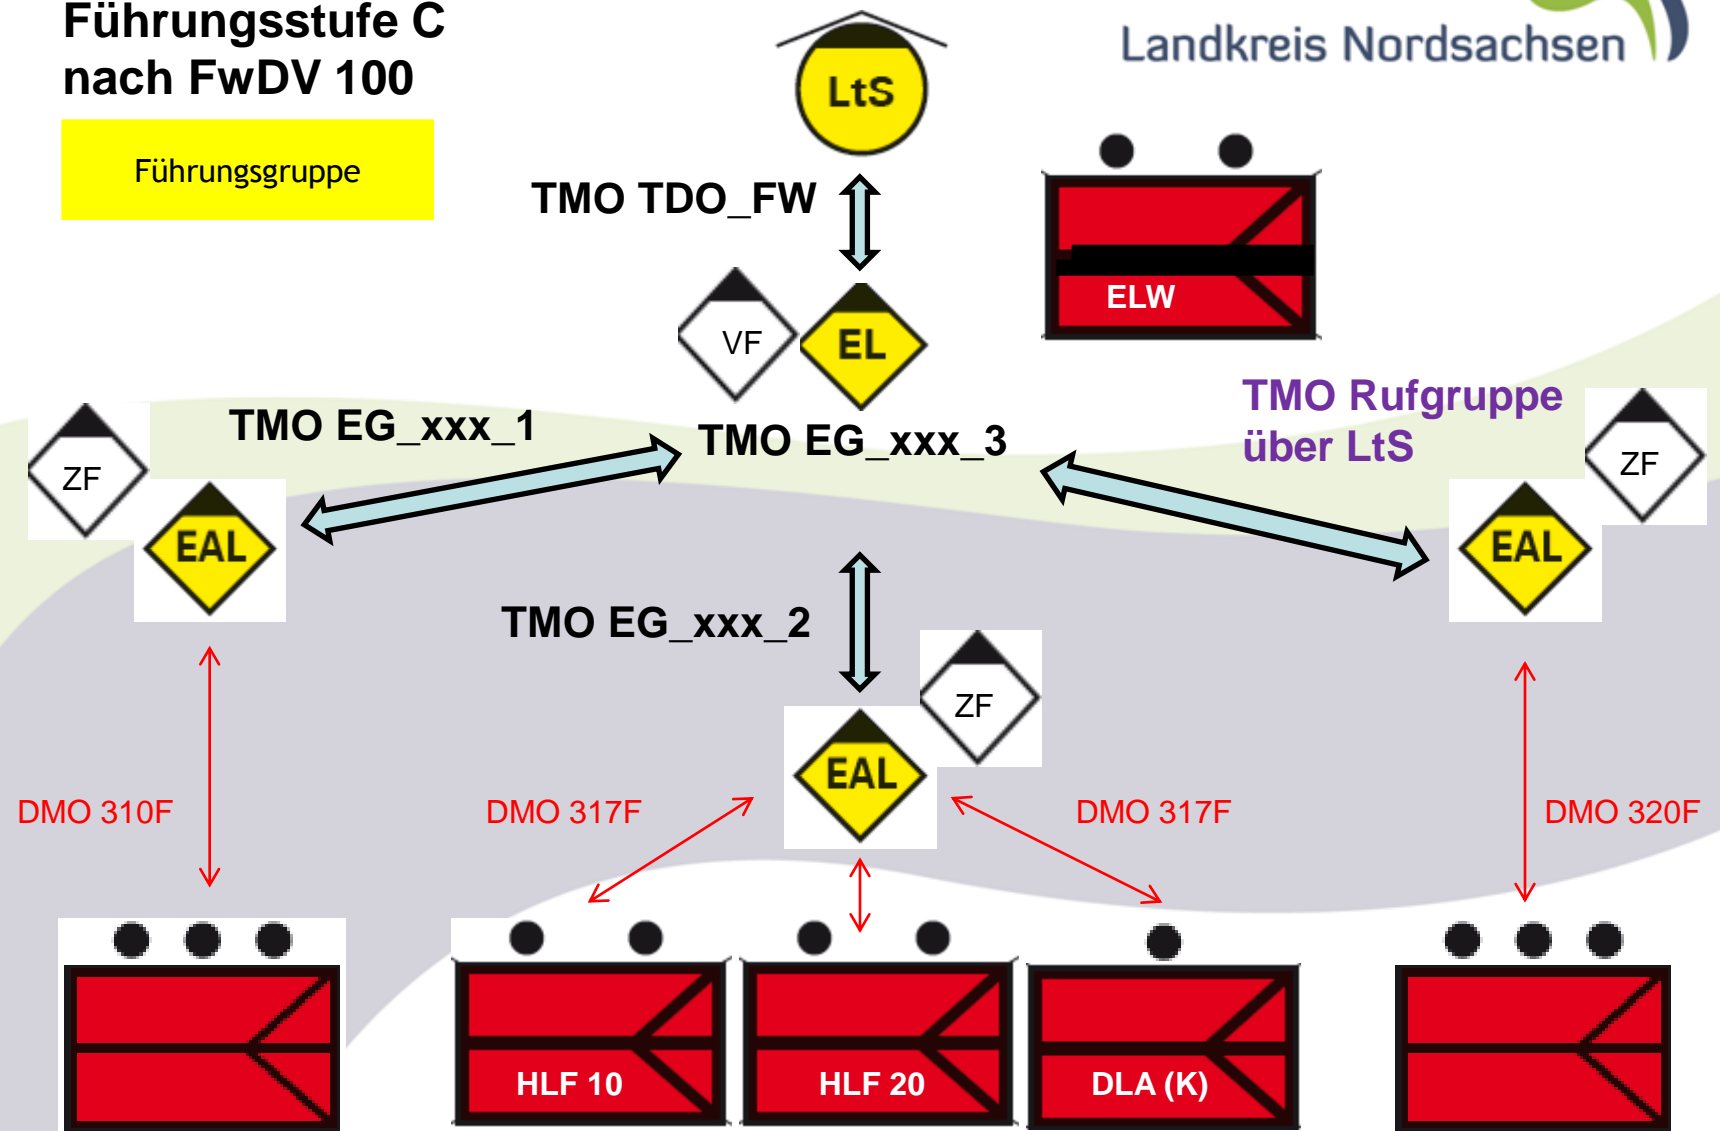 Führungsstufe C
nach FwDV 100
Landkreis Nordsachsen
Führungsgruppe
LtS
TMO TDO_FW
ELW
VF
EL
TMO EG_xxx_1
TMO EG_xxx_3
TMO Rufgruppe
über LtS
ZF
EAL
ZF
EAL
TMO EG_xxx_2
ZF
EAL
DMO 310F
DMO 317F
DMO 317F
DMO 320F
HLF 10
HLF 20
DLA (K)